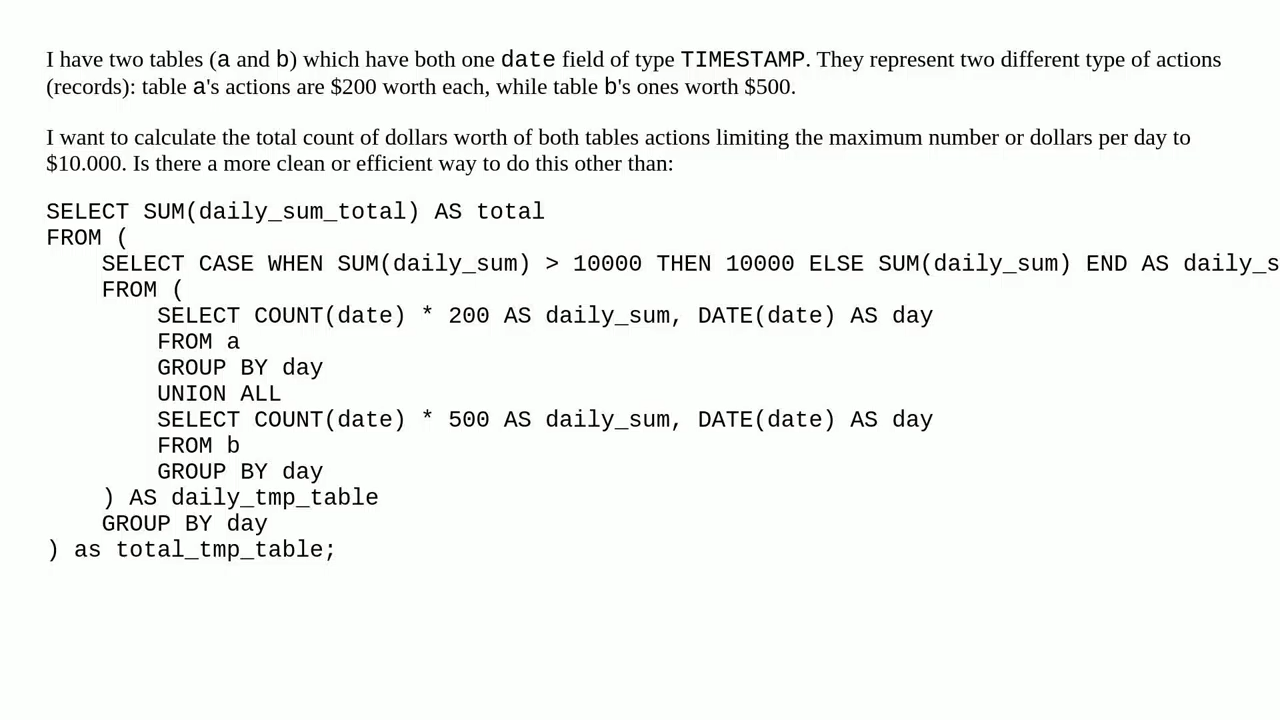 I have two tables (a and b) which have both one date field of type TIMESTAMP. They represent two different type of actions
(records): table a's actions are $200 worth each, while table b's ones worth $500.
I want to calculate the total count of dollars worth of both tables actions limiting the maximum number or dollars per day to
$10.000. Is there a more clean or efficient way to do this other than:
SELECT SUM(daily_sum_total) AS total
FROM (
    SELECT CASE WHEN SUM(daily_sum) > 10000 THEN 10000 ELSE SUM(daily_sum) END AS daily_s
    FROM (
        SELECT COUNT(date) * 200 AS daily_sum, DATE(date) AS day
        FROM a
        GROUP BY day
        UNION ALL
        SELECT COUNT(date) * 500 AS daily_sum, DATE(date) AS day
        FROM b
        GROUP BY day
    ) AS daily_tmp_table
    GROUP BY day
) as total_tmp_table;